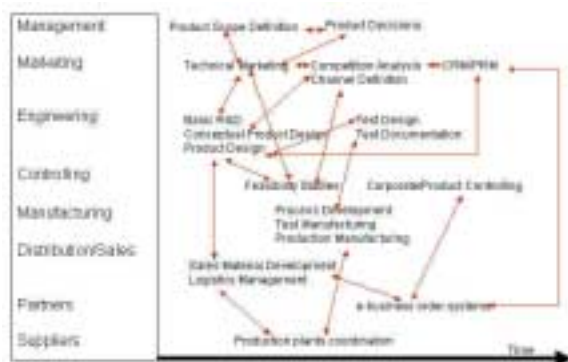 Management
Product Scope Definition
Product Decisions
Marketing
Technical Marketing
Competition Analysis
CRM/PRM
Channel Definition
Engineering
Basic R&D
Test Design
Conceptual Product Design
Test Documentation
Product Design
Controlling
Feasibility Studies
Corporate Product Controlling
Manufacturing
Process Development
Tool Manufacturing
Production Manufacturing
Distribution/Sales
Sales Material Development
Logistics Management
Partners
e-Business order systems
Suppliers
Production plants coordination
Time